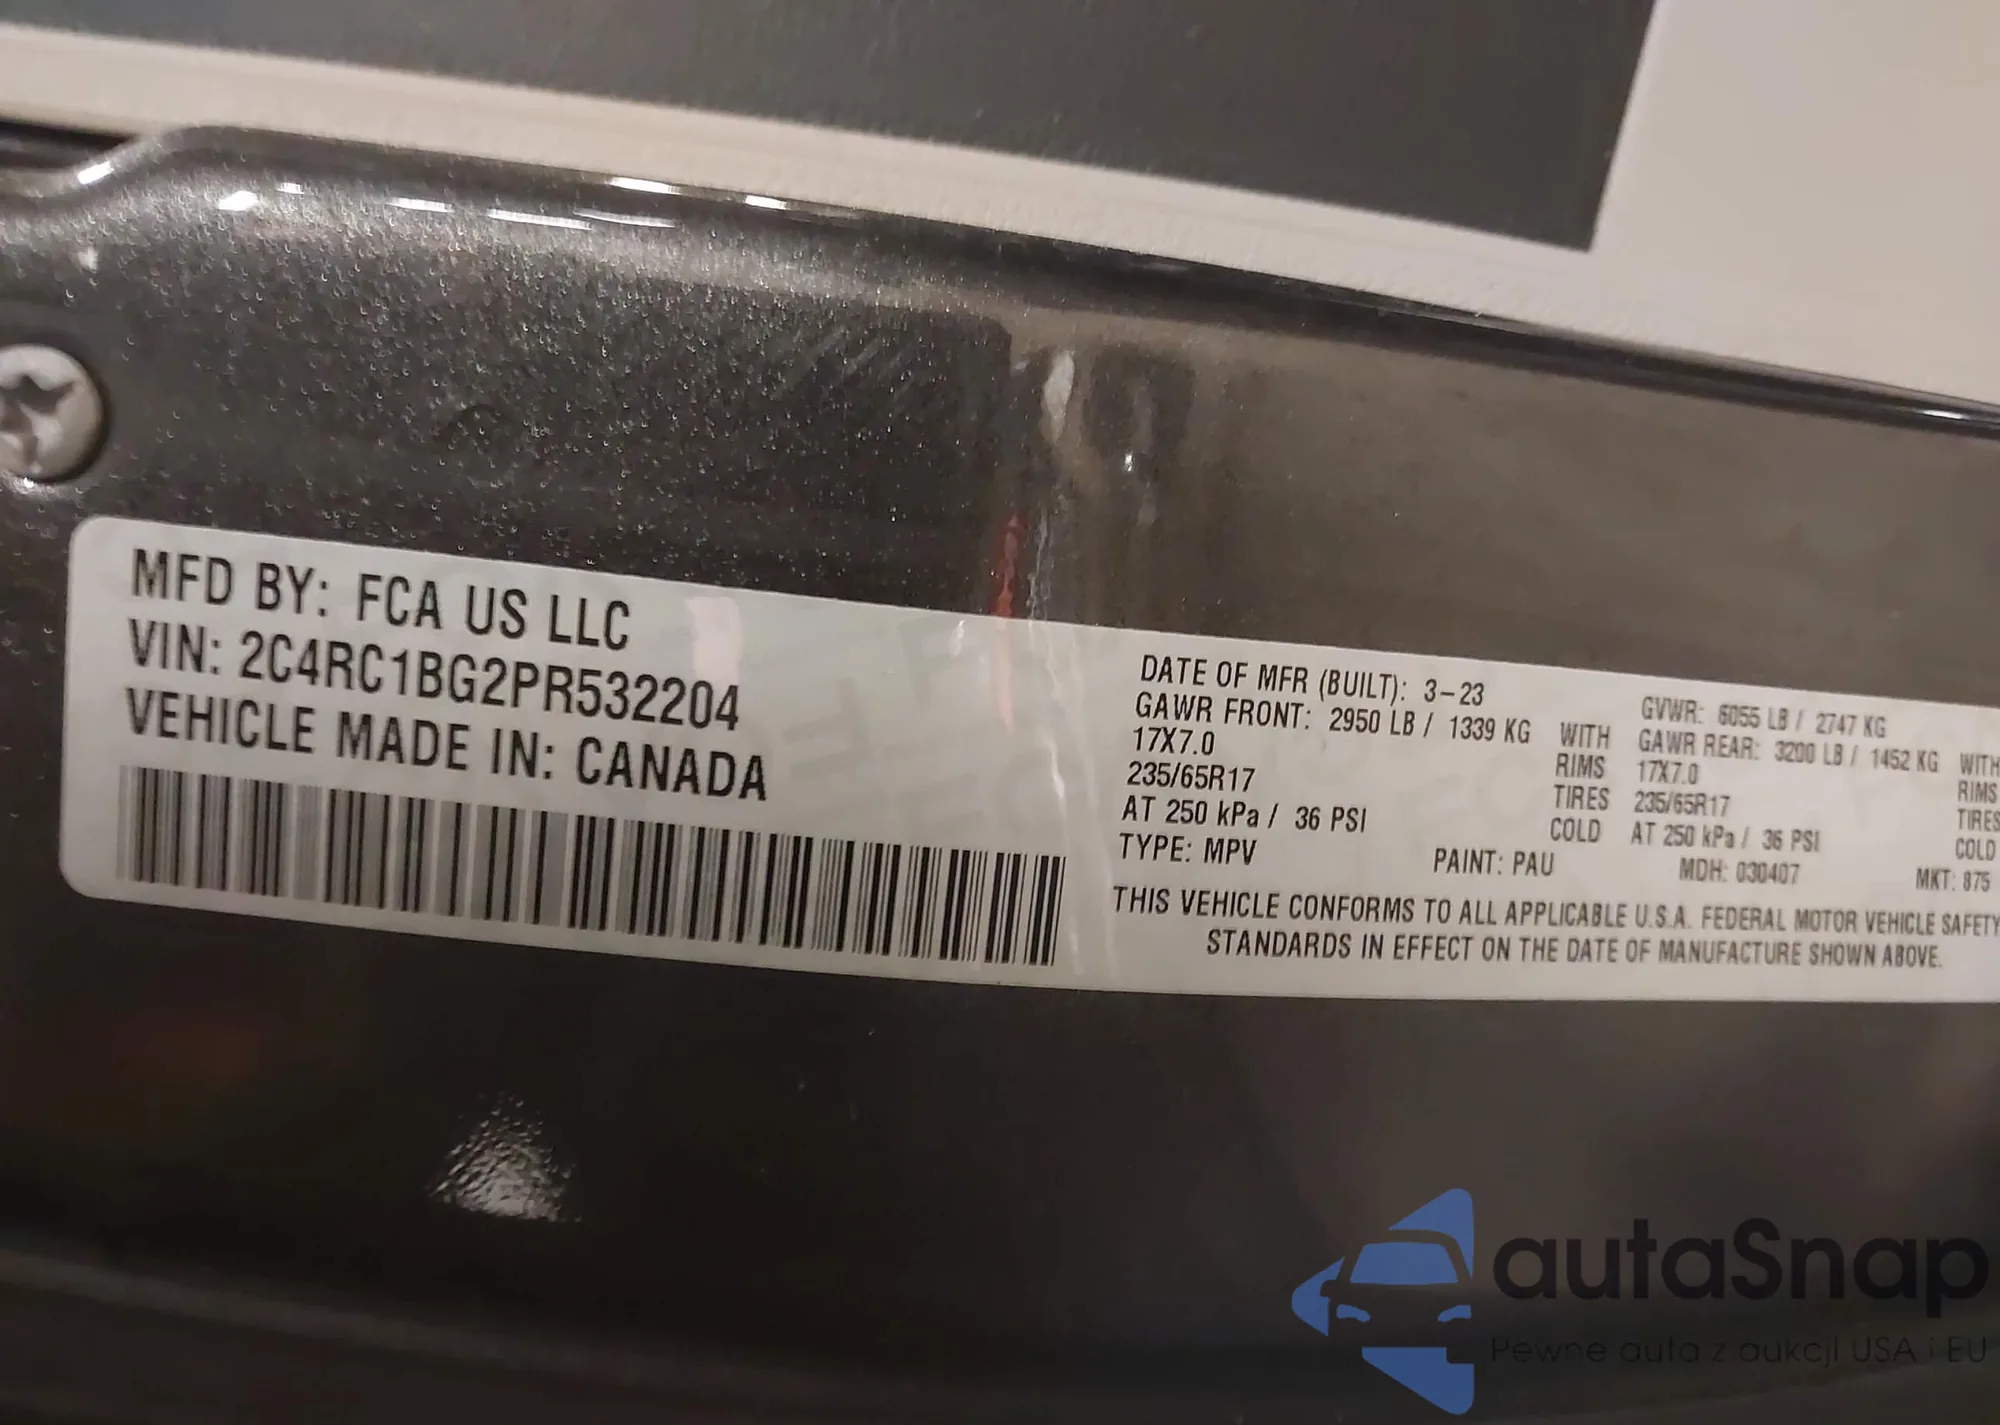 MFD BY: FCA US LLC
VIN: 2C4RC1BG2PR532204
VEHICLE MADE IN: CANADA
DATE OF MFR (BUILT): 3-23 GVWR: 6055 LB / 2747 KG
GAWR FRONT: 2950 LB / 1339 KG WITH GAWR REAR: 3200 LB / 1452 KG WITH
17X7.0 RIMS 17X7.0 RIMS
235/65R17 TIRES 235/65R17 TIRES
AT 250 kPa / 36 PSI COLD AT 250 kPa / 36 PSI COLD
TYPE: MPV PAINT: PAU MDH: 030407 MKT: 875
THIS VEHICLE CONFORMS TO ALL APPLICABLE U.S.A. FEDERAL MOTOR VEHICLE SAFETY
STANDARDS IN EFFECT ON THE DATE OF MANUFACTURE SHOWN ABOVE.
autaSnap
Pewne auta z aukcji USA i EU